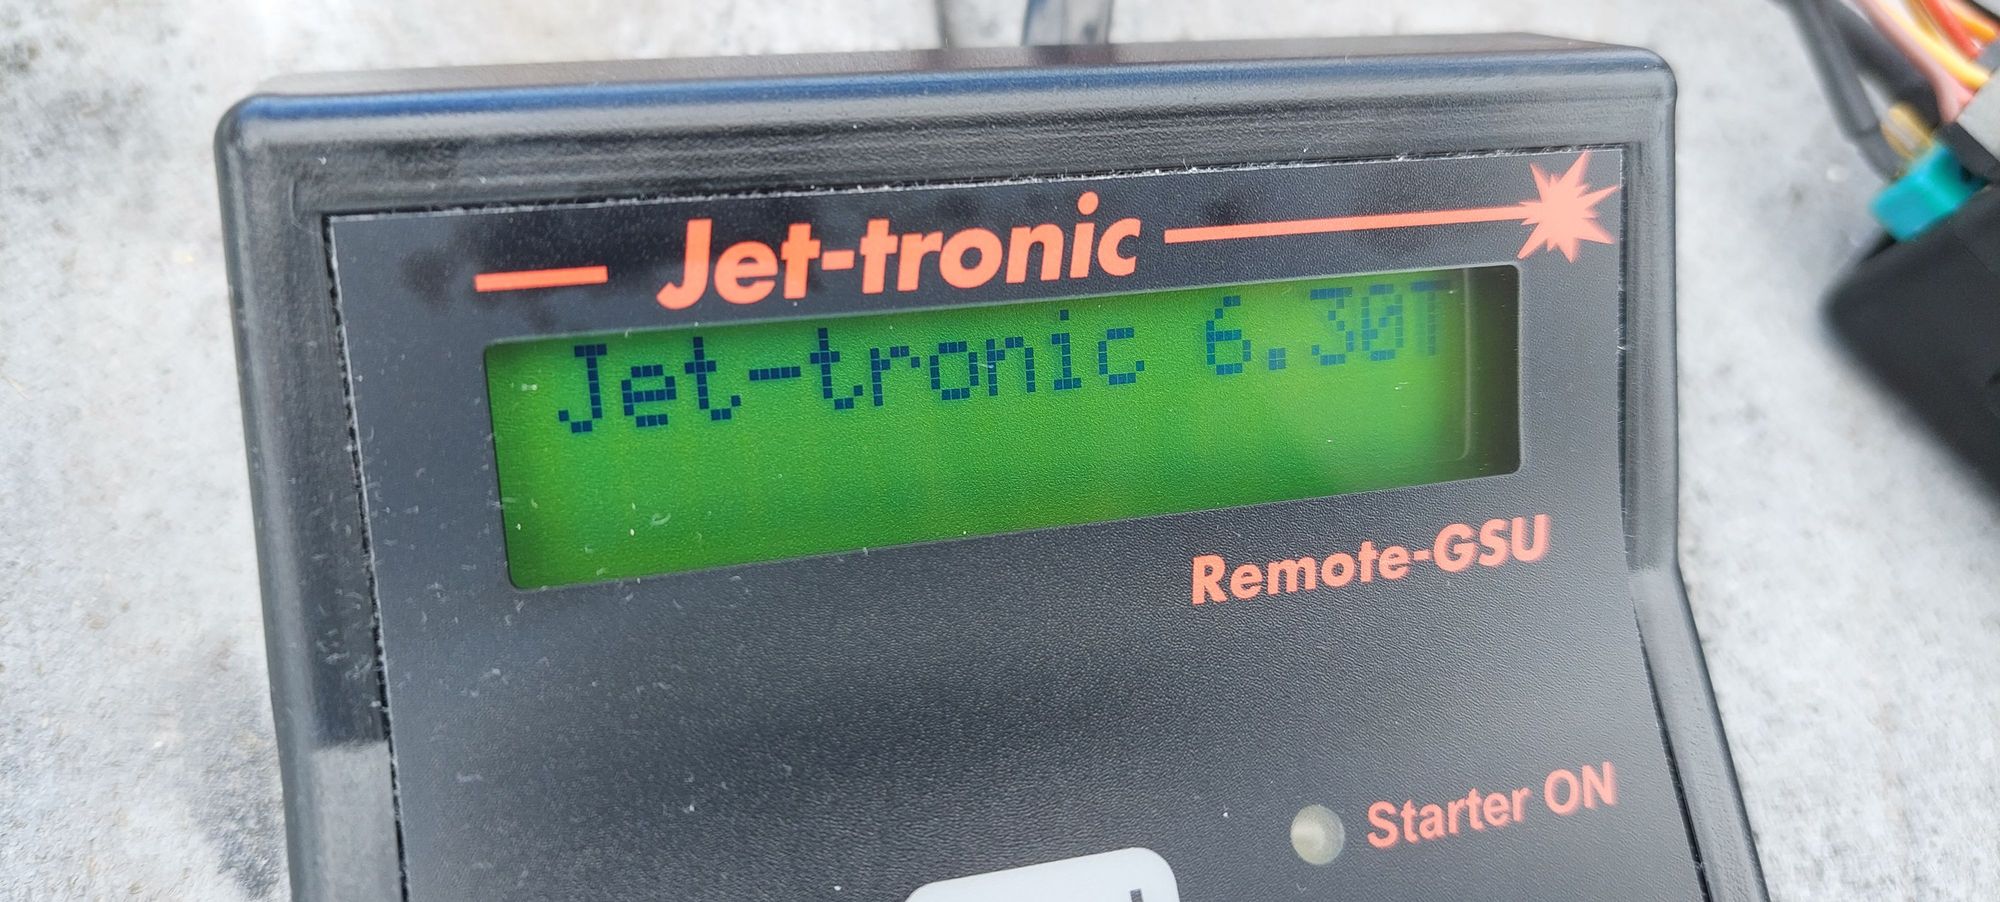 Jet-tronic
Jet-tronic 6.30T
Remote-GSU
Starter ON